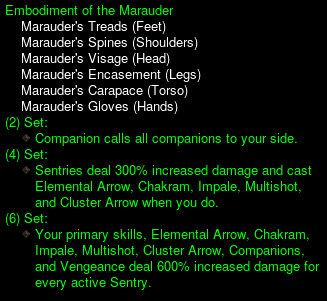 Embodiment of the Marauder
Marauder's Treads (Feet)
Marauder's Spines (Shoulders)
Marauder's Visage (Head)
Marauder's Encasement (Legs)
Marauder's Carapace (Torso)
Marauder's Gloves (Hands)
(2) Set:
Companion calls all companions to your side.
(4) Set:
Sentries deal 300% increased damage and cast
Elemental Arrow, Chakram, Impale, Multishot,
and Cluster Arrow when you do.
(6) Set:
Your primary skills, Elemental Arrow, Chakram,
Impale, Multishot, Cluster Arrow, Companions,
and Vengeance deal 600% increased damage for
every active Sentry.